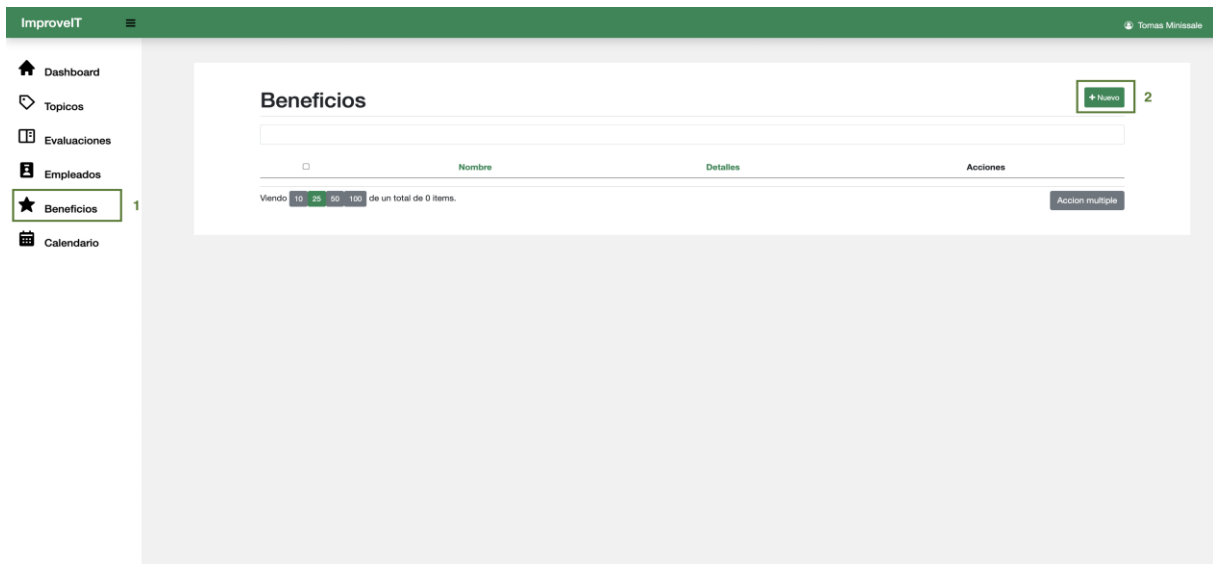 ImproveIT
Tomas Minissale
Dashboard
Topicos
Evaluaciones
Empleados
Beneficios 1
Calendario
Beneficios
+ Nuevo 2
Nombre Detalles Acciones
Viendo 10 25 50 100 de un total de 0 items.
Accion multiple